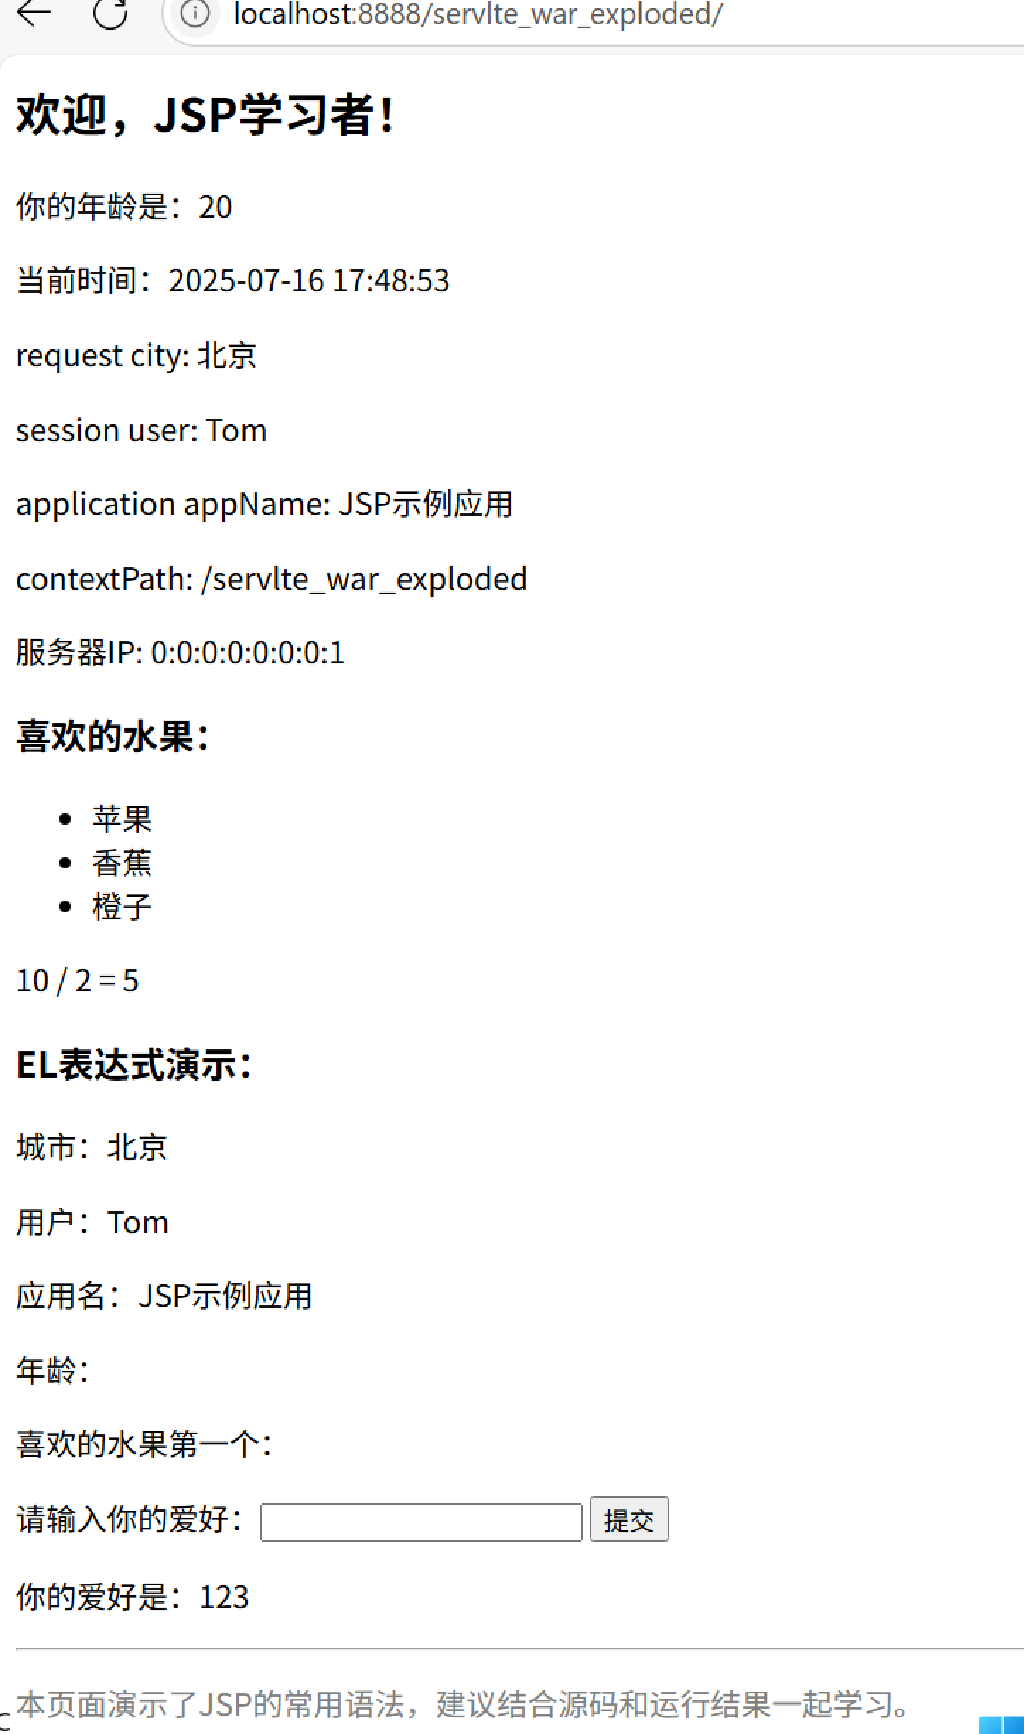 localhost:8888/servlte_war_exploded/
欢迎，JSP学习者！
你的年龄是：20
当前时间：2025-07-16 17:48:53
request city: 北京
session user: Tom
application appName: JSP示例应用
contextPath: /servlte_war_exploded
服务器IP: 0:0:0:0:0:0:0:1
喜欢的水果：
苹果
香蕉
橙子
10 / 2 = 5
EL表达式演示：
城市：北京
用户：Tom
应用名：JSP示例应用
年龄：
喜欢的水果第一个：
请输入你的爱好： 提交
你的爱好是：123
本页面演示了JSP的常用语法，建议结合源码和运行结果一起学习。